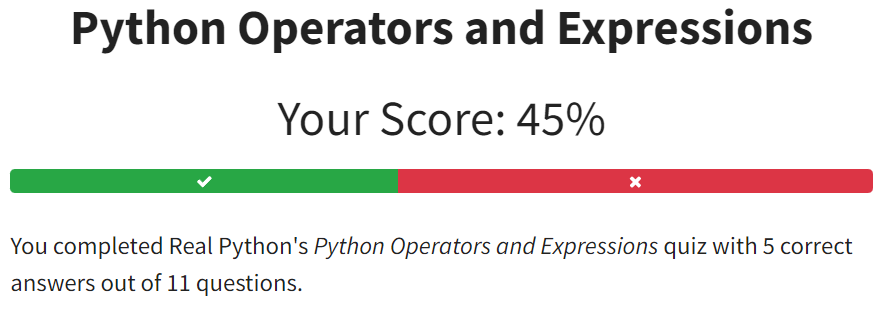 Python Operators and Expressions
Your Score: 45%
You completed Real Python's Python Operators and Expressions quiz with 5 correct
answers out of 11 questions.